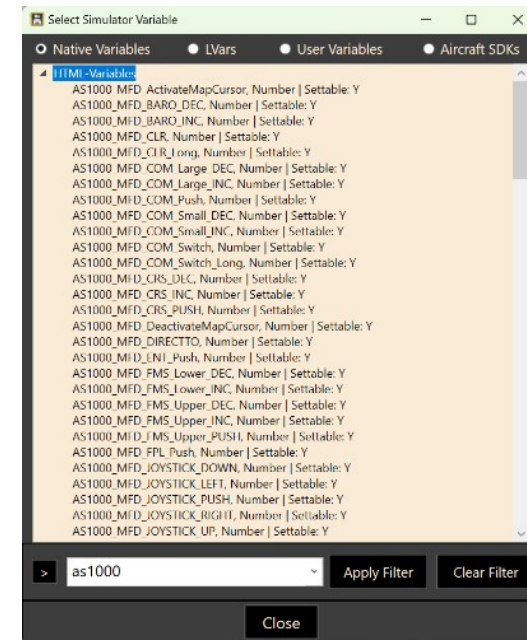 Select Simulator Variable
Native Variables LVars User Variables Aircraft SDKs
HTML-Variables
AS1000_MFD_ActivateMapCursor, Number | Settable: Y
AS1000_MFD_BARO_DEC, Number | Settable: Y
AS1000_MFD_BARO_INC, Number | Settable: Y
AS1000_MFD_CLR, Number | Settable: Y
AS1000_MFD_CLR_Long, Number | Settable: Y
AS1000_MFD_COM_Large_DEC, Number | Settable: Y
AS1000_MFD_COM_Large_INC, Number | Settable: Y
AS1000_MFD_COM_Push, Number | Settable: Y
AS1000_MFD_COM_Small_DEC, Number | Settable: Y
AS1000_MFD_COM_Small_INC, Number | Settable: Y
AS1000_MFD_COM_Switch, Number | Settable: Y
AS1000_MFD_COM_Switch_Long, Number | Settable: Y
AS1000_MFD_CRS_DEC, Number | Settable: Y
AS1000_MFD_CRS_INC, Number | Settable: Y
AS1000_MFD_CRS_PUSH, Number | Settable: Y
AS1000_MFD_DeactivateMapCursor, Number | Settable: Y
AS1000_MFD_DIRECTTO, Number | Settable: Y
AS1000_MFD_ENT_Push, Number | Settable: Y
AS1000_MFD_FMS_Lower_DEC, Number | Settable: Y
AS1000_MFD_FMS_Lower_INC, Number | Settable: Y
AS1000_MFD_FMS_Upper_DEC, Number | Settable: Y
AS1000_MFD_FMS_Upper_INC, Number | Settable: Y
AS1000_MFD_FMS_Upper_PUSH, Number | Settable: Y
AS1000_MFD_FPL_Push, Number | Settable: Y
AS1000_MFD_JOYSTICK_DOWN, Number | Settable: Y
AS1000_MFD_JOYSTICK_LEFT, Number | Settable: Y
AS1000_MFD_JOYSTICK_PUSH, Number | Settable: Y
AS1000_MFD_JOYSTICK_RIGHT, Number | Settable: Y
AS1000_MFD_JOYSTICK_UP, Number | Settable: Y
> as1000 Apply Filter Clear Filter
Close